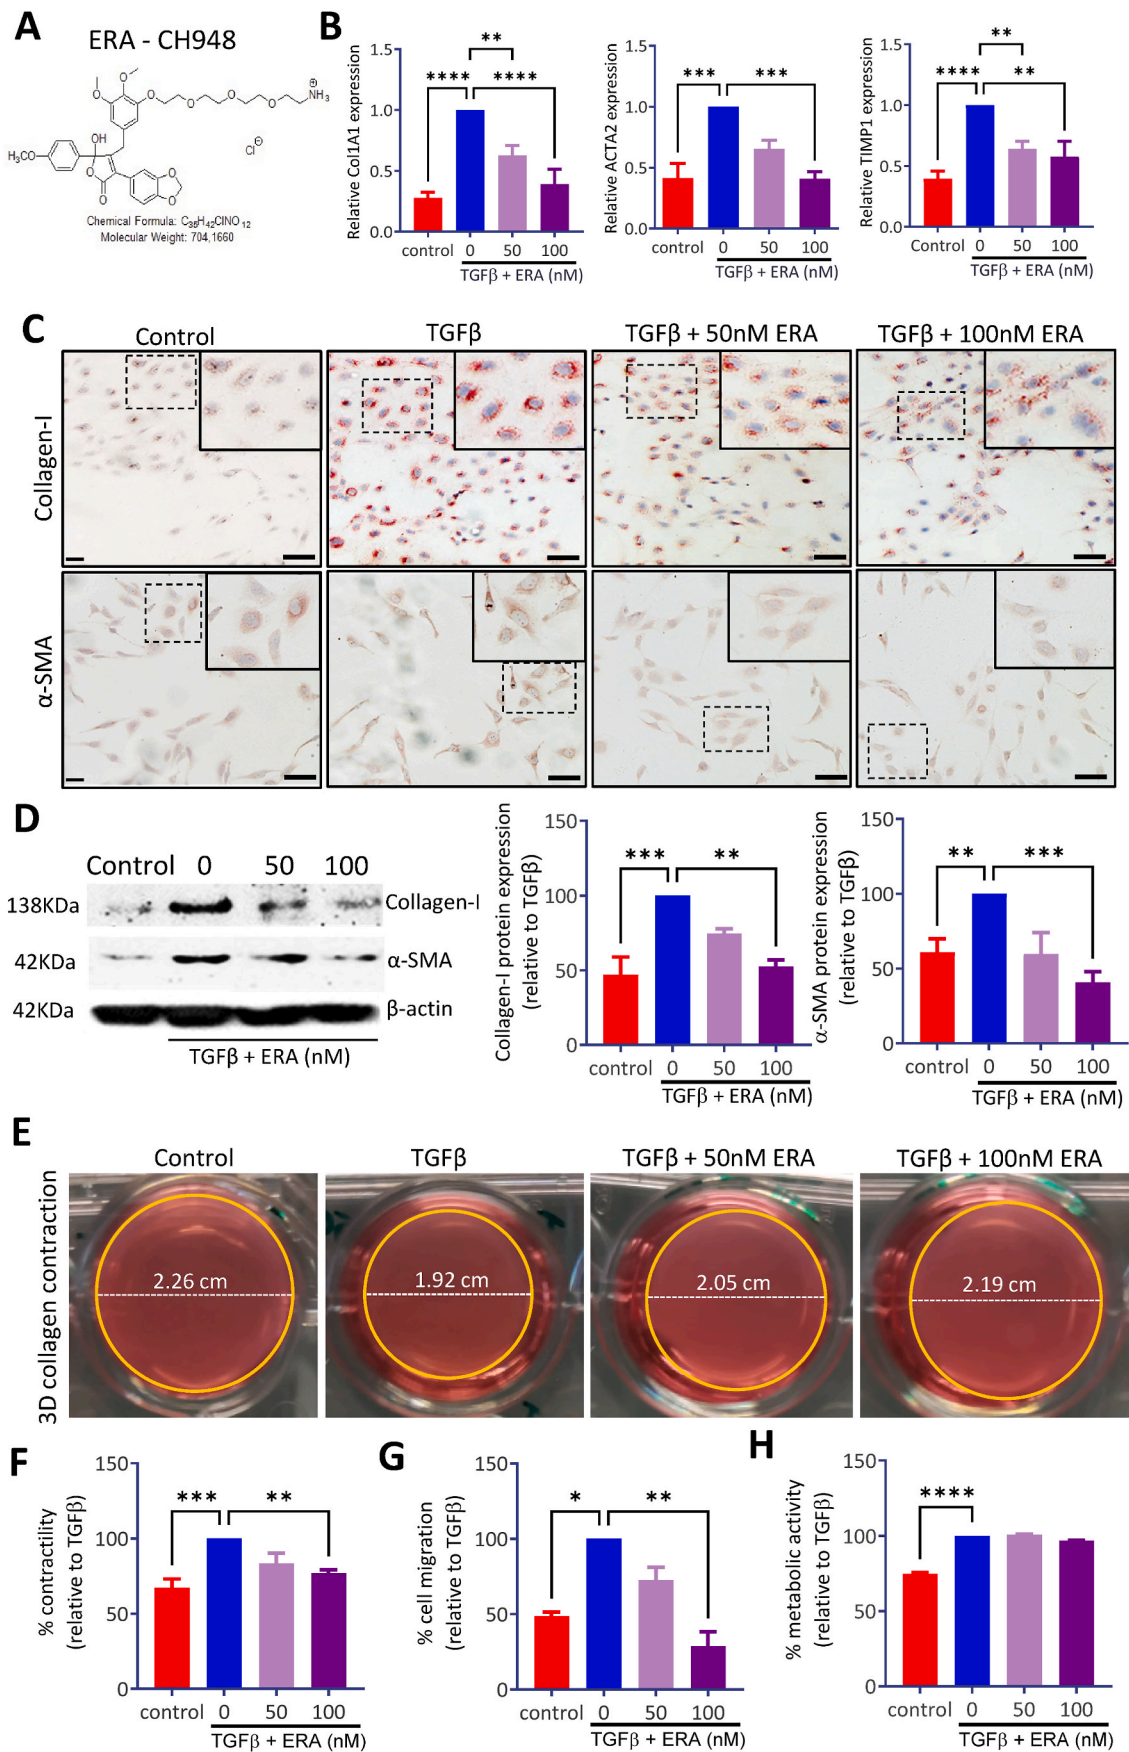 A
ERA - CH948
OH
H₃CO
NH₃
⊕
Cl⊖
O
Chemical Formula: C₃₅H₄₂ClNO₁₂
Molecular Weight: 704,1660
B
Relative Col1A1 expression
1.5
1.0
0.5
0.0
****
**
****
control 0 50 100
TGFβ + ERA (nM)
Relative ACTA2 expression
1.5
1.0
0.5
0.0
***
***
control 0 50 100
TGFβ + ERA (nM)
Relative TIMP1 expression
1.5
1.0
0.5
0.0
****
**
**
Control 0 50 100
TGFβ + ERA (nM)
C
Control
TGFβ
TGFβ + 50nM ERA
TGFβ + 100nM ERA
Collagen-I
α-SMA
D
Control 0 50 100
138KDa
Collagen-I
42KDa
α-SMA
42KDa
β-actin
TGFβ + ERA (nM)
Collagen-I protein expression
(relative to TGFβ)
150
100
50
0
***
**
control 0 50 100
TGFβ + ERA (nM)
α-SMA protein expression
(relative to TGFβ)
150
100
50
0
**
***
control 0 50 100
TGFβ + ERA (nM)
E
Control
TGFβ
TGFβ + 50nM ERA
TGFβ + 100nM ERA
3D collagen contraction
2.26 cm
1.92 cm
2.05 cm
2.19 cm
F
% contractility
(relative to TGFβ)
150
100
50
0
***
**
control 0 50 100
TGFβ + ERA (nM)
G
% cell migration
(relative to TGFβ)
150
100
50
0
*
**
control 0 50 100
TGFβ + ERA (nM)
H
% metabolic activity
(relative to TGFβ)
150
100
50
0
****
control 0 50 100
TGFβ + ERA (nM)